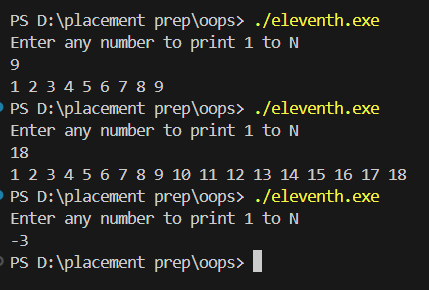 PS D:\placement prep\oops> ./eleventh.exe
Enter any number to print 1 to N
9
1 2 3 4 5 6 7 8 9
PS D:\placement prep\oops> ./eleventh.exe
Enter any number to print 1 to N
18
1 2 3 4 5 6 7 8 9 10 11 12 13 14 15 16 17 18
PS D:\placement prep\oops> ./eleventh.exe
Enter any number to print 1 to N
-3
PS D:\placement prep\oops>